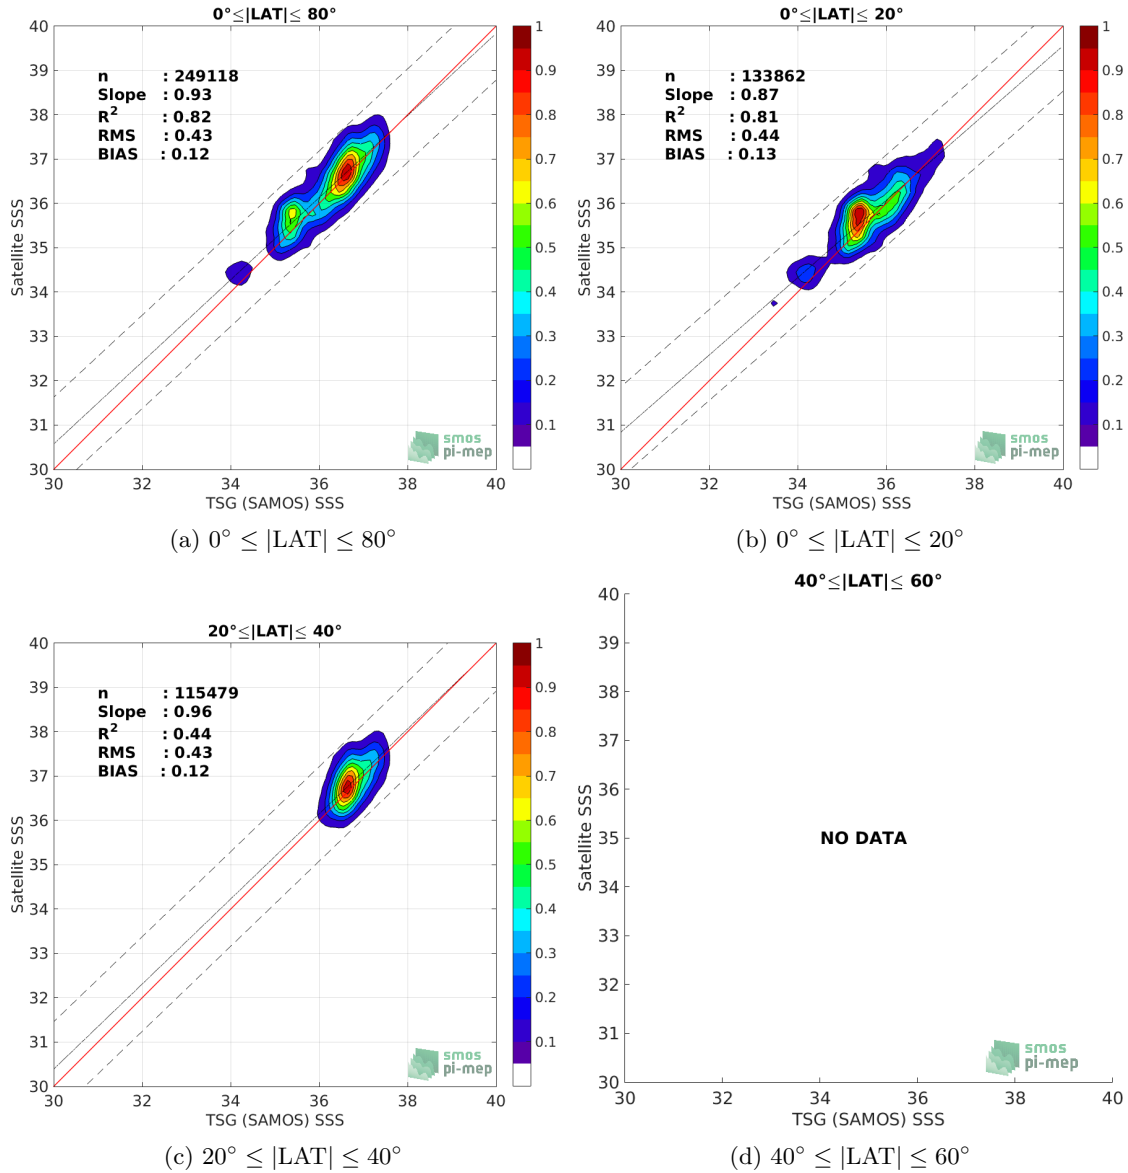 0°≤|LAT|≤ 80°
40
39
38
37
36
35
34
33
32
31
30
Satellite SSS
n : 249118
Slope : 0.93
R2 : 0.82
RMS : 0.43
BIAS : 0.12
smos
pi-mep
30 32 34 36 38 40
TSG (SAMOS) SSS
1
0.9
0.8
0.7
0.6
0.5
0.4
0.3
0.2
0.1
(a) 0° ≤ |LAT| ≤ 80°
0°≤|LAT|≤ 20°
40
39
38
37
36
35
34
33
32
31
30
Satellite SSS
n : 133862
Slope : 0.87
R2 : 0.81
RMS : 0.44
BIAS : 0.13
smos
pi-mep
30 32 34 36 38 40
TSG (SAMOS) SSS
1
0.9
0.8
0.7
0.6
0.5
0.4
0.3
0.2
0.1
(b) 0° ≤ |LAT| ≤ 20°
20°≤|LAT|≤ 40°
40
39
38
37
36
35
34
33
32
31
30
Satellite SSS
n : 115479
Slope : 0.96
R2 : 0.44
RMS : 0.43
BIAS : 0.12
smos
pi-mep
30 32 34 36 38 40
TSG (SAMOS) SSS
1
0.9
0.8
0.7
0.6
0.5
0.4
0.3
0.2
0.1
(c) 20° ≤ |LAT| ≤ 40°
40°≤|LAT|≤ 60°
40
39
38
37
36
35
34
33
32
31
30
Satellite SSS
NO DATA
smos
pi-mep
30 32 34 36 38 40
TSG (SAMOS) SSS
(d) 40° ≤ |LAT| ≤ 60°